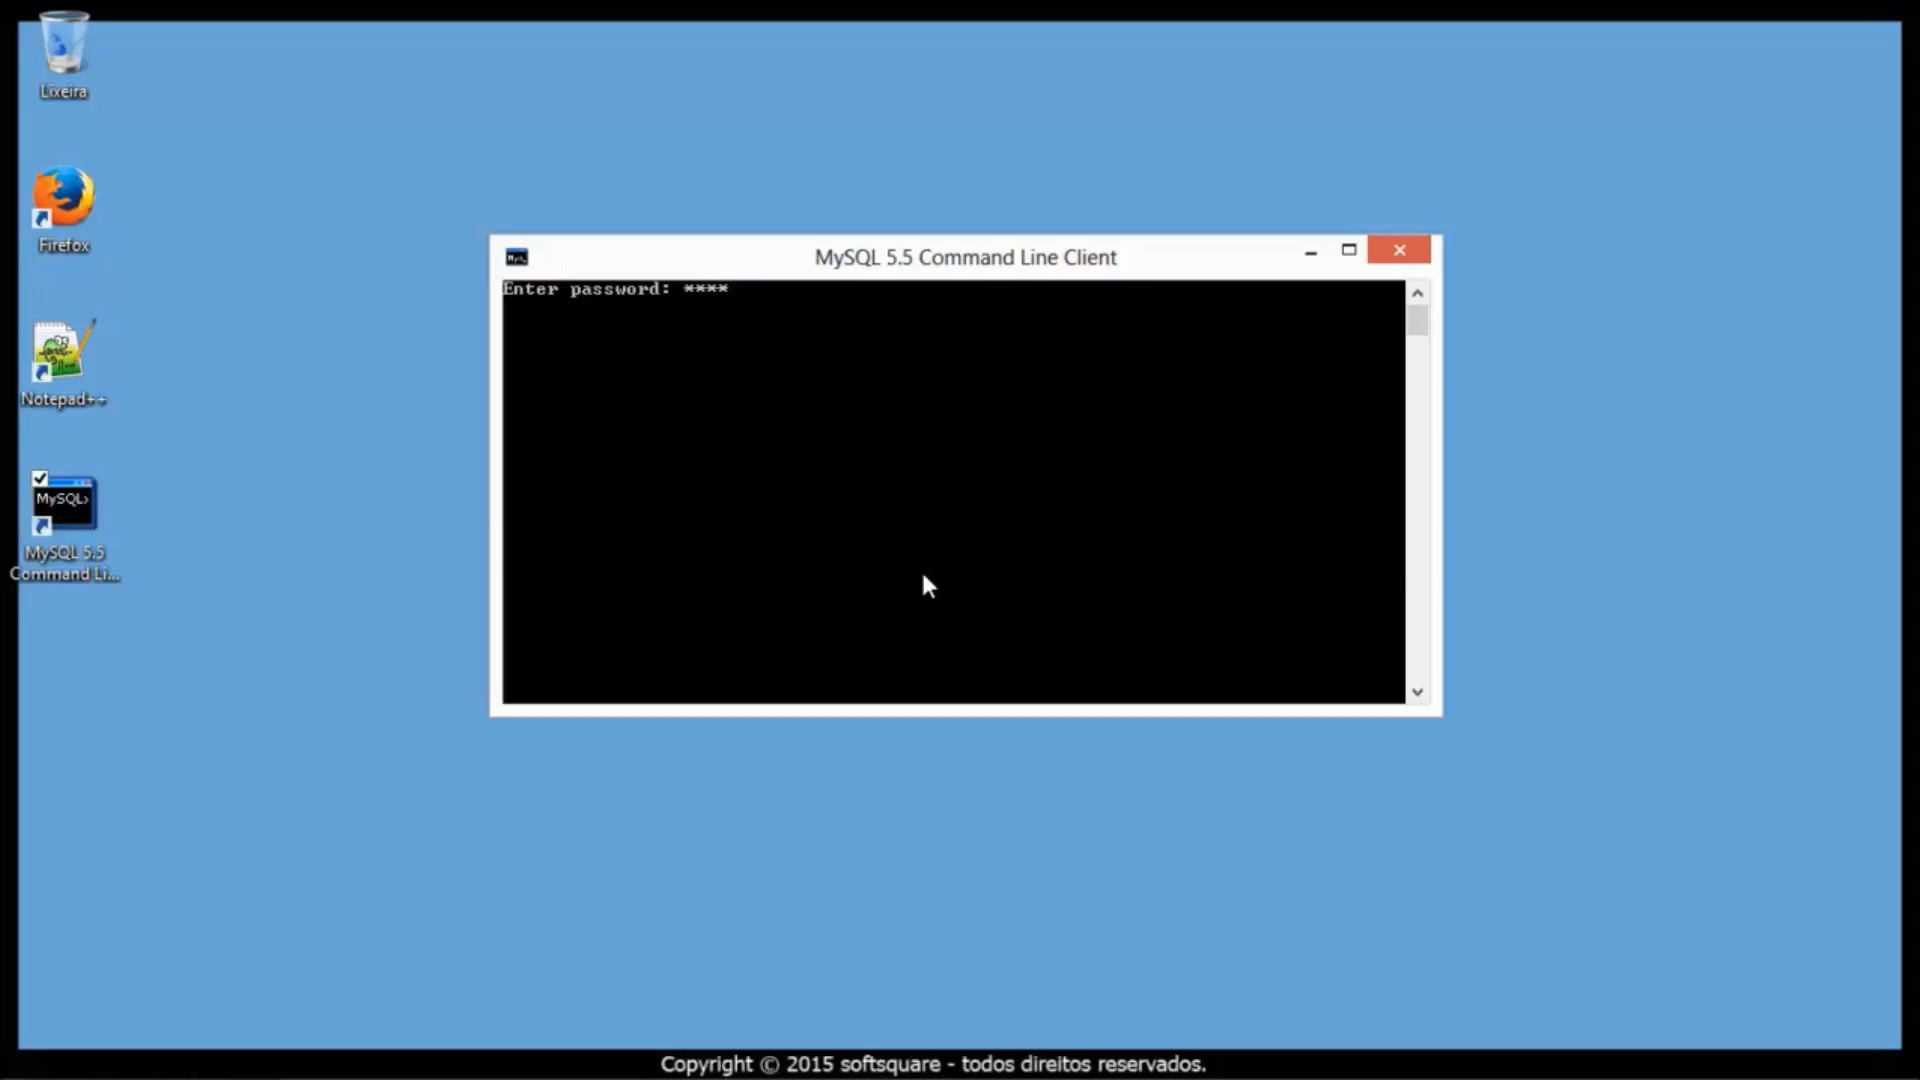 Lixeira
Firefox
Notepad++
MySQL>
MySQL 5.5
Command Li...
MySQL 5.5 Command Line Client
Enter password: ****
Copyright © 2015 softsquare - todos direitos reservados.